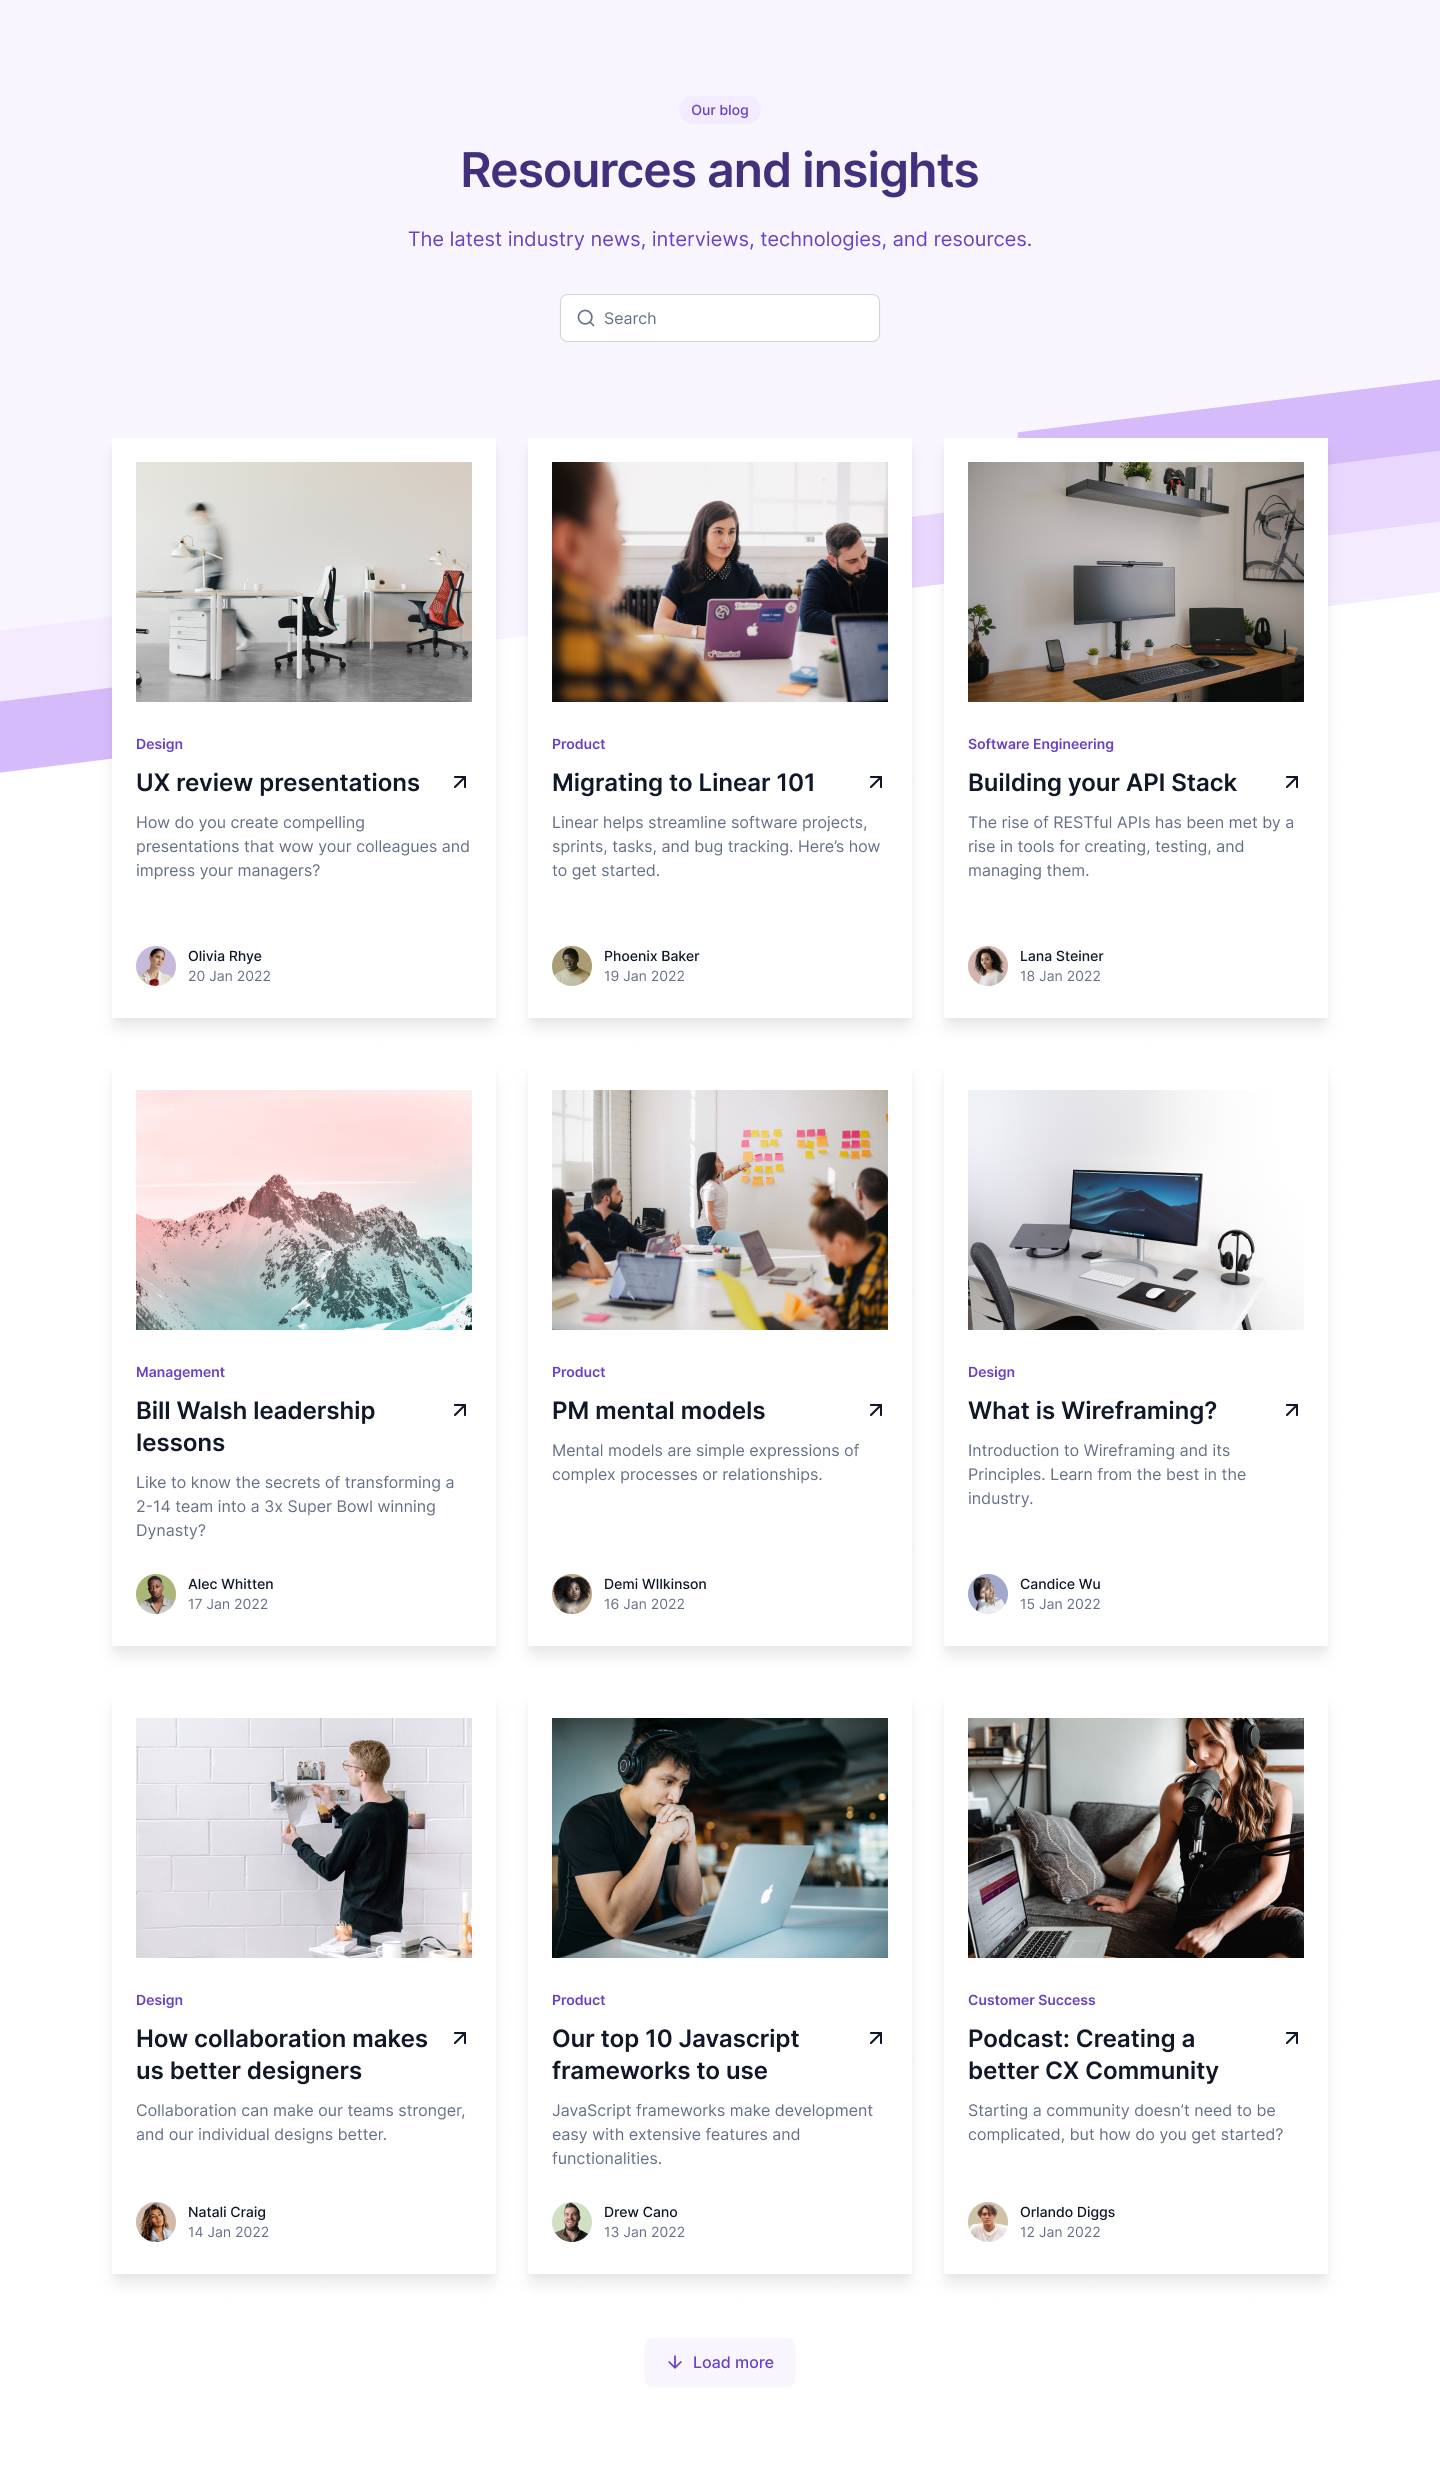 Our blog
Resources and insights
The latest industry news, interviews, technologies, and resources.
Search
Design
UX review presentations
How do you create compelling
presentations that wow your colleagues and
impress your managers?
Olivia Rhye
20 Jan 2022
Product
Migrating to Linear 101
Linear helps streamline software projects,
sprints, tasks, and bug tracking. Here’s how
to get started.
Phoenix Baker
19 Jan 2022
Software Engineering
Building your API Stack
The rise of RESTful APIs has been met by a
rise in tools for creating, testing, and
managing them.
Lana Steiner
18 Jan 2022
Management
Bill Walsh leadership
lessons
Like to know the secrets of transforming a
2-14 team into a 3x Super Bowl winning
Dynasty?
Alec Whitten
17 Jan 2022
Product
PM mental models
Mental models are simple expressions of
complex processes or relationships.
Demi WIlkinson
16 Jan 2022
Design
What is Wireframing?
Introduction to Wireframing and its
Principles. Learn from the best in the
industry.
Candice Wu
15 Jan 2022
Design
How collaboration makes
us better designers
Collaboration can make our teams stronger,
and our individual designs better.
Natali Craig
14 Jan 2022
Product
Our top 10 Javascript
frameworks to use
JavaScript frameworks make development
easy with extensive features and
functionalities.
Drew Cano
13 Jan 2022
Customer Success
Podcast: Creating a
better CX Community
Starting a community doesn’t need to be
complicated, but how do you get started?
Orlando Diggs
12 Jan 2022
Load more